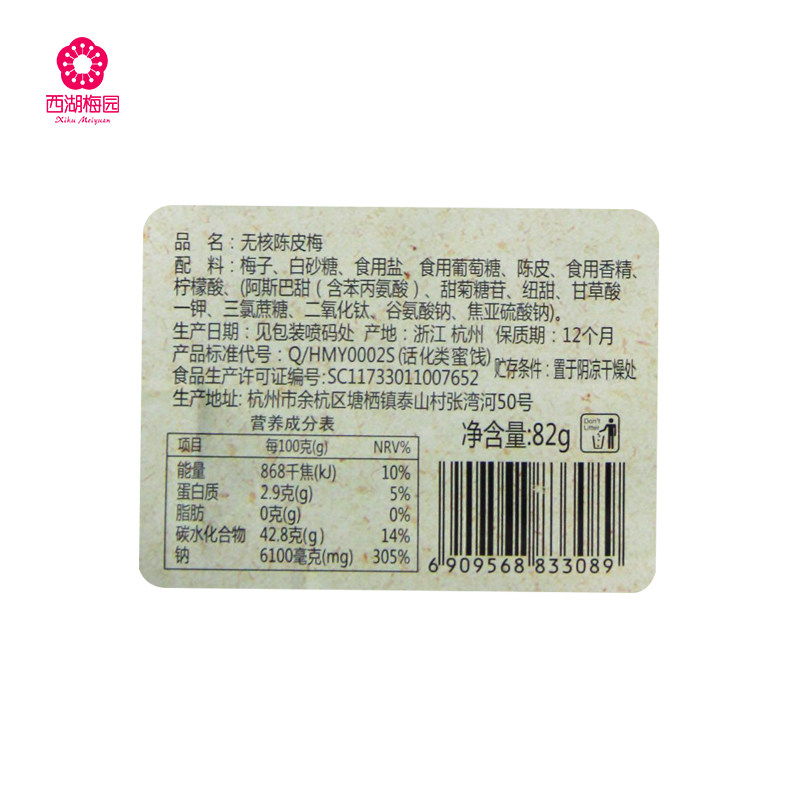 西湖梅园
Xihu Meiyuan
品 名：无核陈皮梅
配 料：梅子、白砂糖、食用盐、食用葡萄糖、陈皮、食用香精、
柠檬酸、(阿斯巴甜（含苯丙氨酸）、甜菊糖苷、纽甜、甘草酸
一钾、三氯蔗糖、二氧化钛、谷氨酸钠、焦亚硫酸钠)。
生产日期：见包装喷码处 产地：浙江 杭州 保质期：12个月
产品标准代号：Q/HMY0002S(话化类蜜饯) 贮存条件：置于阴凉干燥处
食品生产许可证编号:SC11733011007652
生产地址: 杭州市余杭区塘栖镇泰山村张湾河50号
营养成分表
项目 每100克(g) NRV%
能量 868千焦(kJ) 10%
蛋白质 2.9克(g) 5%
脂肪 0克(g) 0%
碳水化合物 42.8克(g) 14%
钠 6100毫克(mg) 305%
净含量:82g
Don't
Litter
6 909568 833089